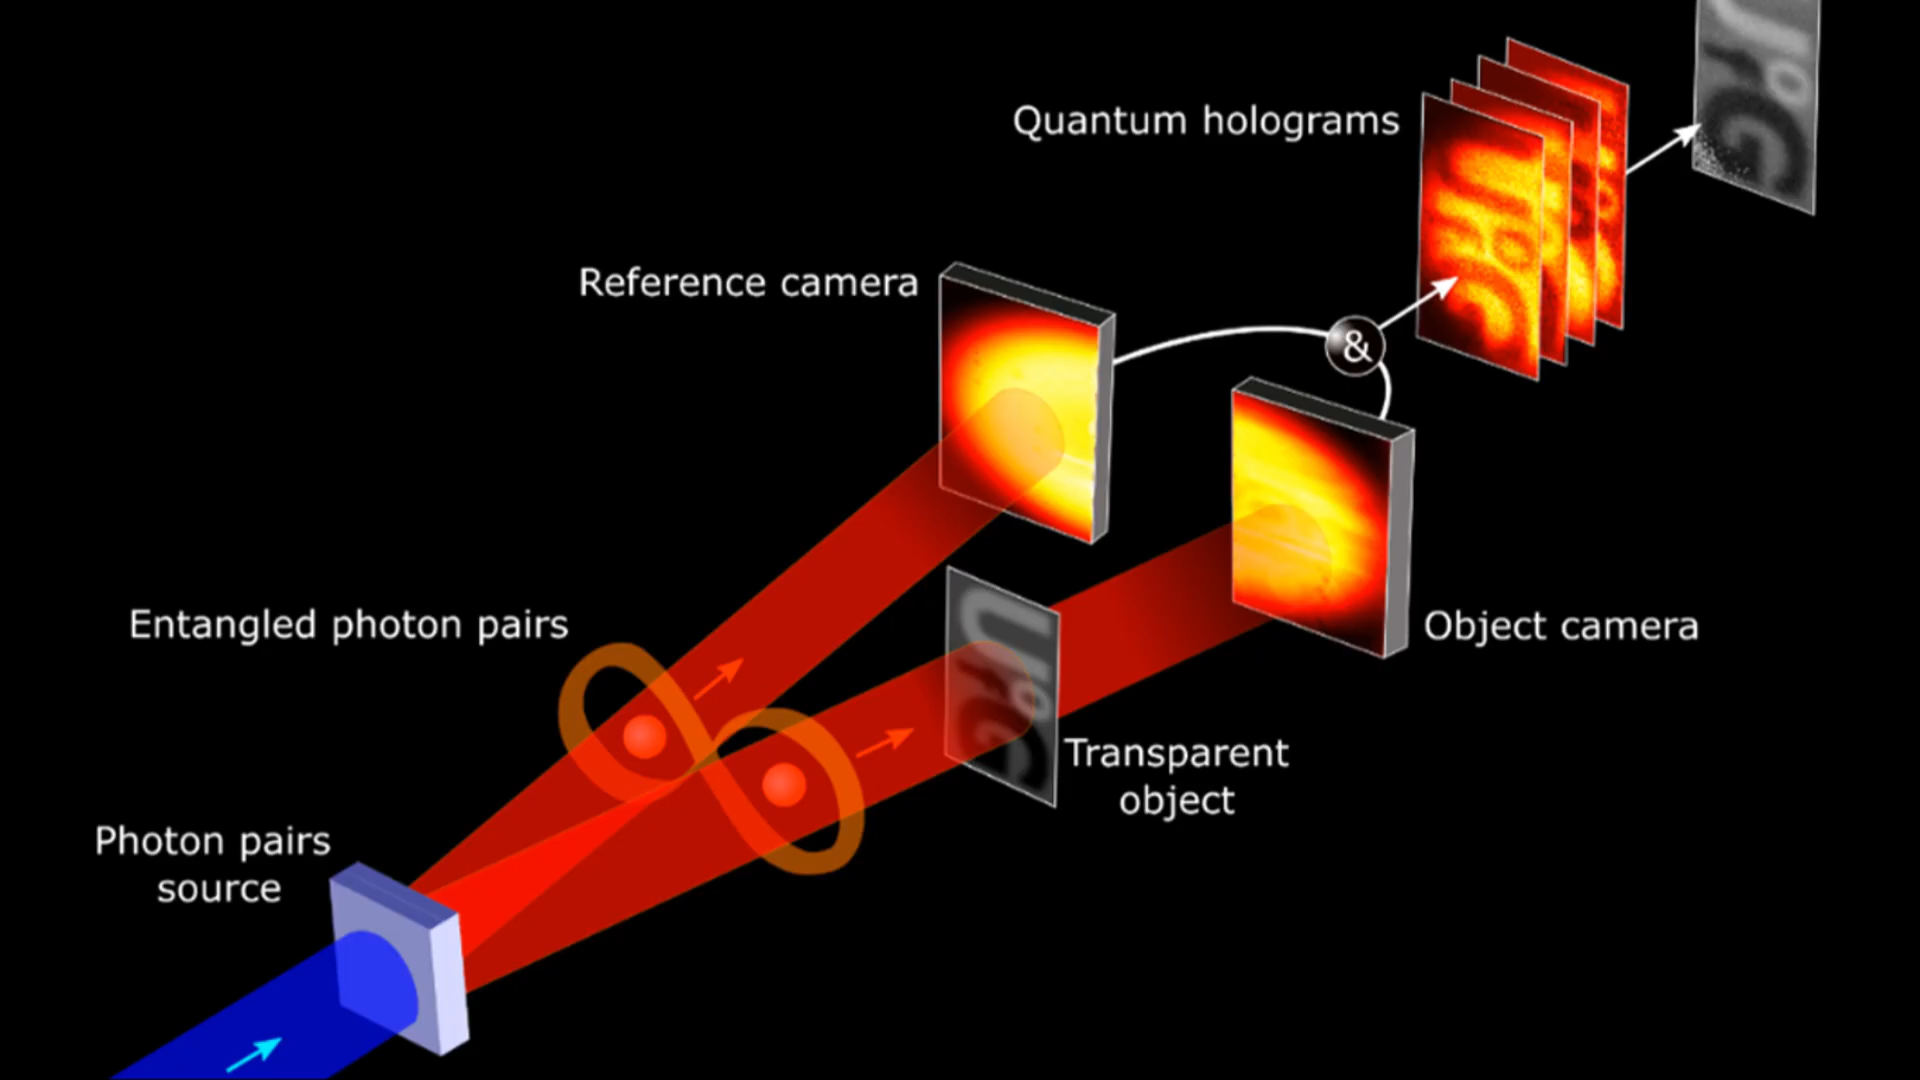 Quantum holograms
Reference camera
&
Entangled photon pairs
Object camera
Transparent
object
Photon pairs
source